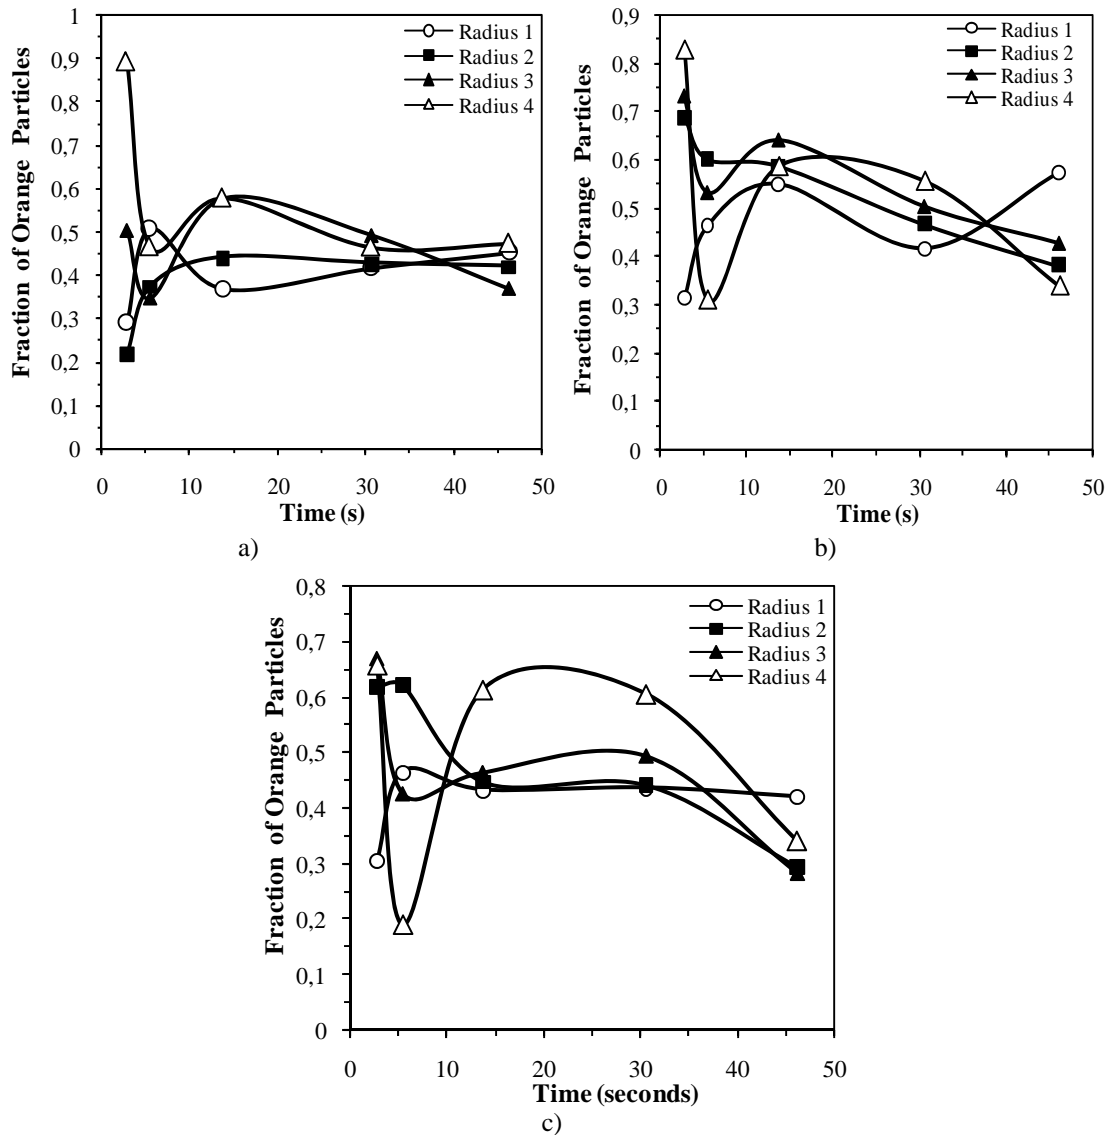 Fraction of Orange Particles
1
0,9
0,8
0,7
0,6
0,5
0,4
0,3
0,2
0,1
0
Radius 1
Radius 2
Radius 3
Radius 4
0 10 20 30 40 50
Time (s)
a)
Fraction of Orange Particles
0,9
0,8
0,7
0,6
0,5
0,4
0,3
0,2
0,1
0
Radius 1
Radius 2
Radius 3
Radius 4
0 10 20 30 40 50
Time (s)
b)
Fraction of Orange Particles
0,8
0,7
0,6
0,5
0,4
0,3
0,2
0,1
0
Radius 1
Radius 2
Radius 3
Radius 4
0 10 20 30 40 50
Time (seconds)
c)